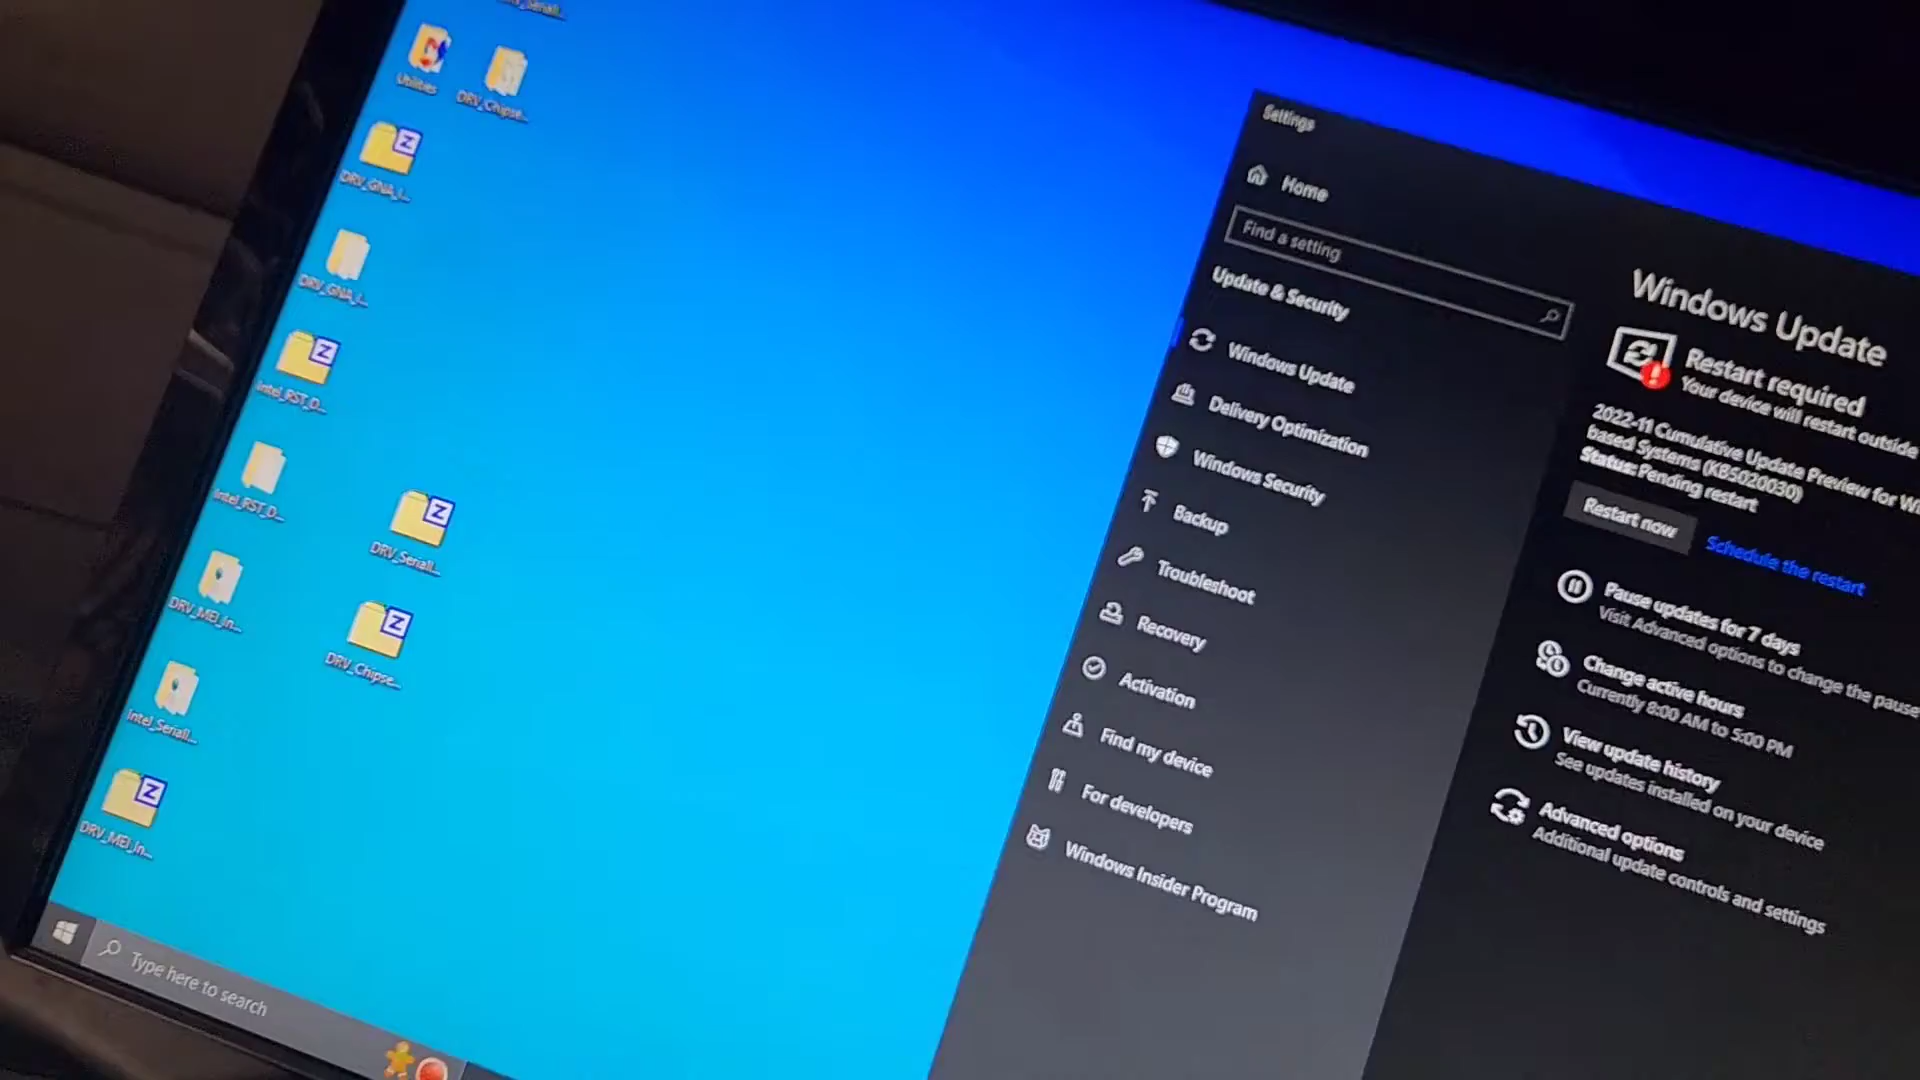 Utilities
DRV_Chipse...
DRV_GNA_I...
DRV_GNA_I...
Intel_RST_D...
Intel_RST_D...
DRV_MEI_In...
Intel_SerialI...
DRV_MEI_In...
DRV_SerialI...
DRV_Chipse...
Type here to search
Settings
Home
Find a setting
Update & Security
Windows Update
Delivery Optimization
Windows Security
Backup
Troubleshoot
Recovery
Activation
Find my device
For developers
Windows Insider Program
Windows Update
Restart required
Your device will restart outside
2022-11 Cumulative Update Preview for Wi
based Systems (KB5020030)
Status: Pending restart
Restart now
Schedule the restart
Pause updates for 7 days
Visit Advanced options to change the pause
Change active hours
Currently 8:00 AM to 5:00 PM
View update history
See updates installed on your device
Advanced options
Additional update controls and settings